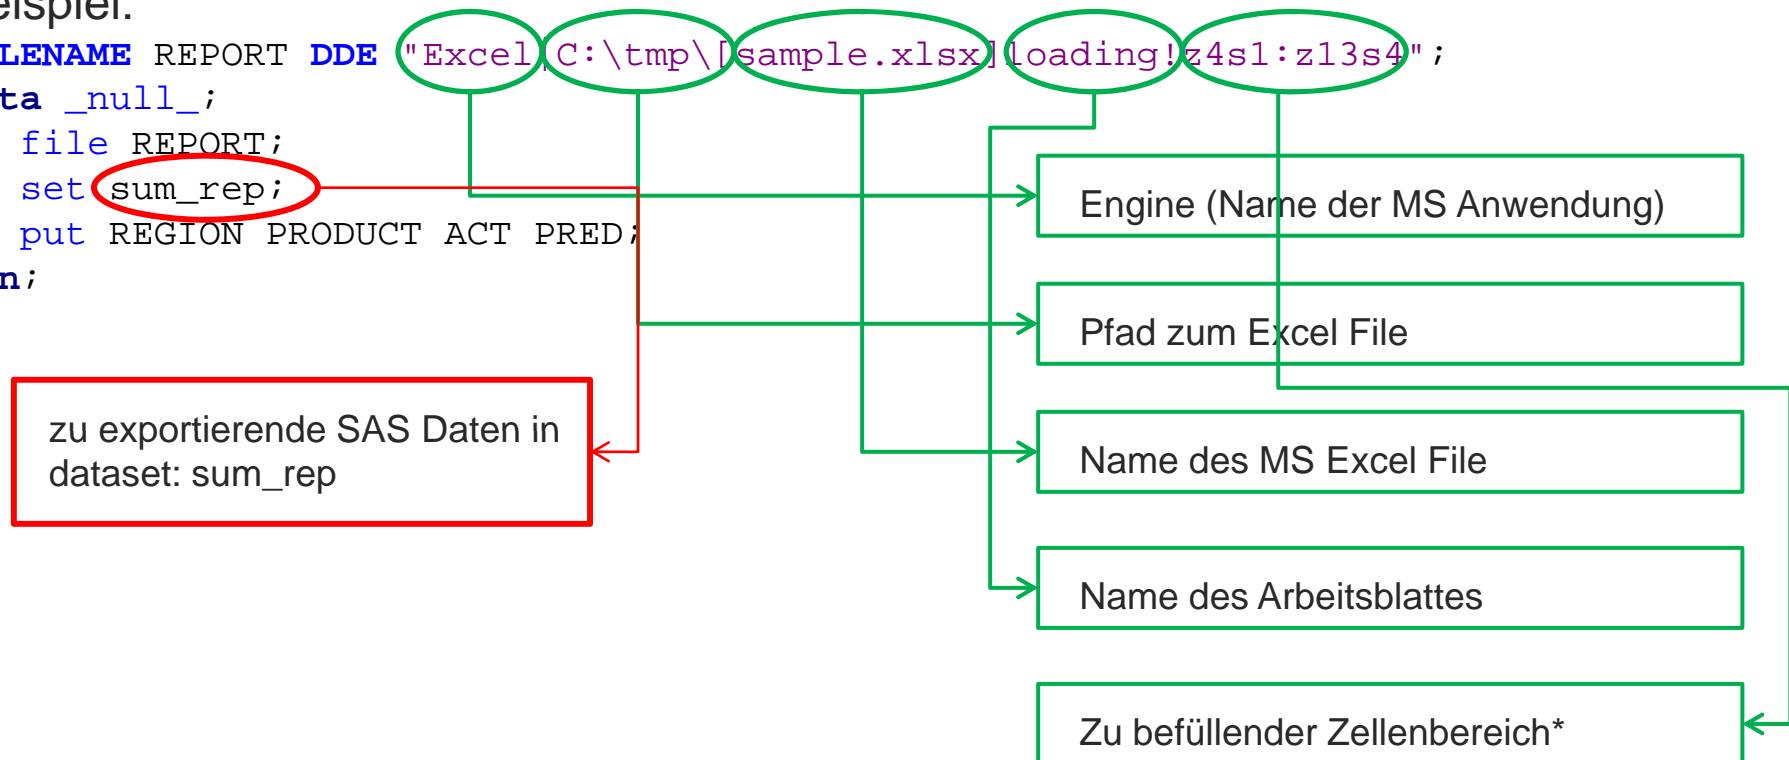 eispiel:
LENAME REPORT DDE "Excel|C:\tmp\[sample.xlsx]loading!z4s1:z13s4";
ta _null_;
file REPORT;
set sum_rep;
put REGION PRODUCT ACT PRED;
n;
Engine (Name der MS Anwendung)
Pfad zum Excel File
zu exportierende SAS Daten in
dataset: sum_rep
Name des MS Excel File
Name des Arbeitsblattes
Zu befüllender Zellenbereich*